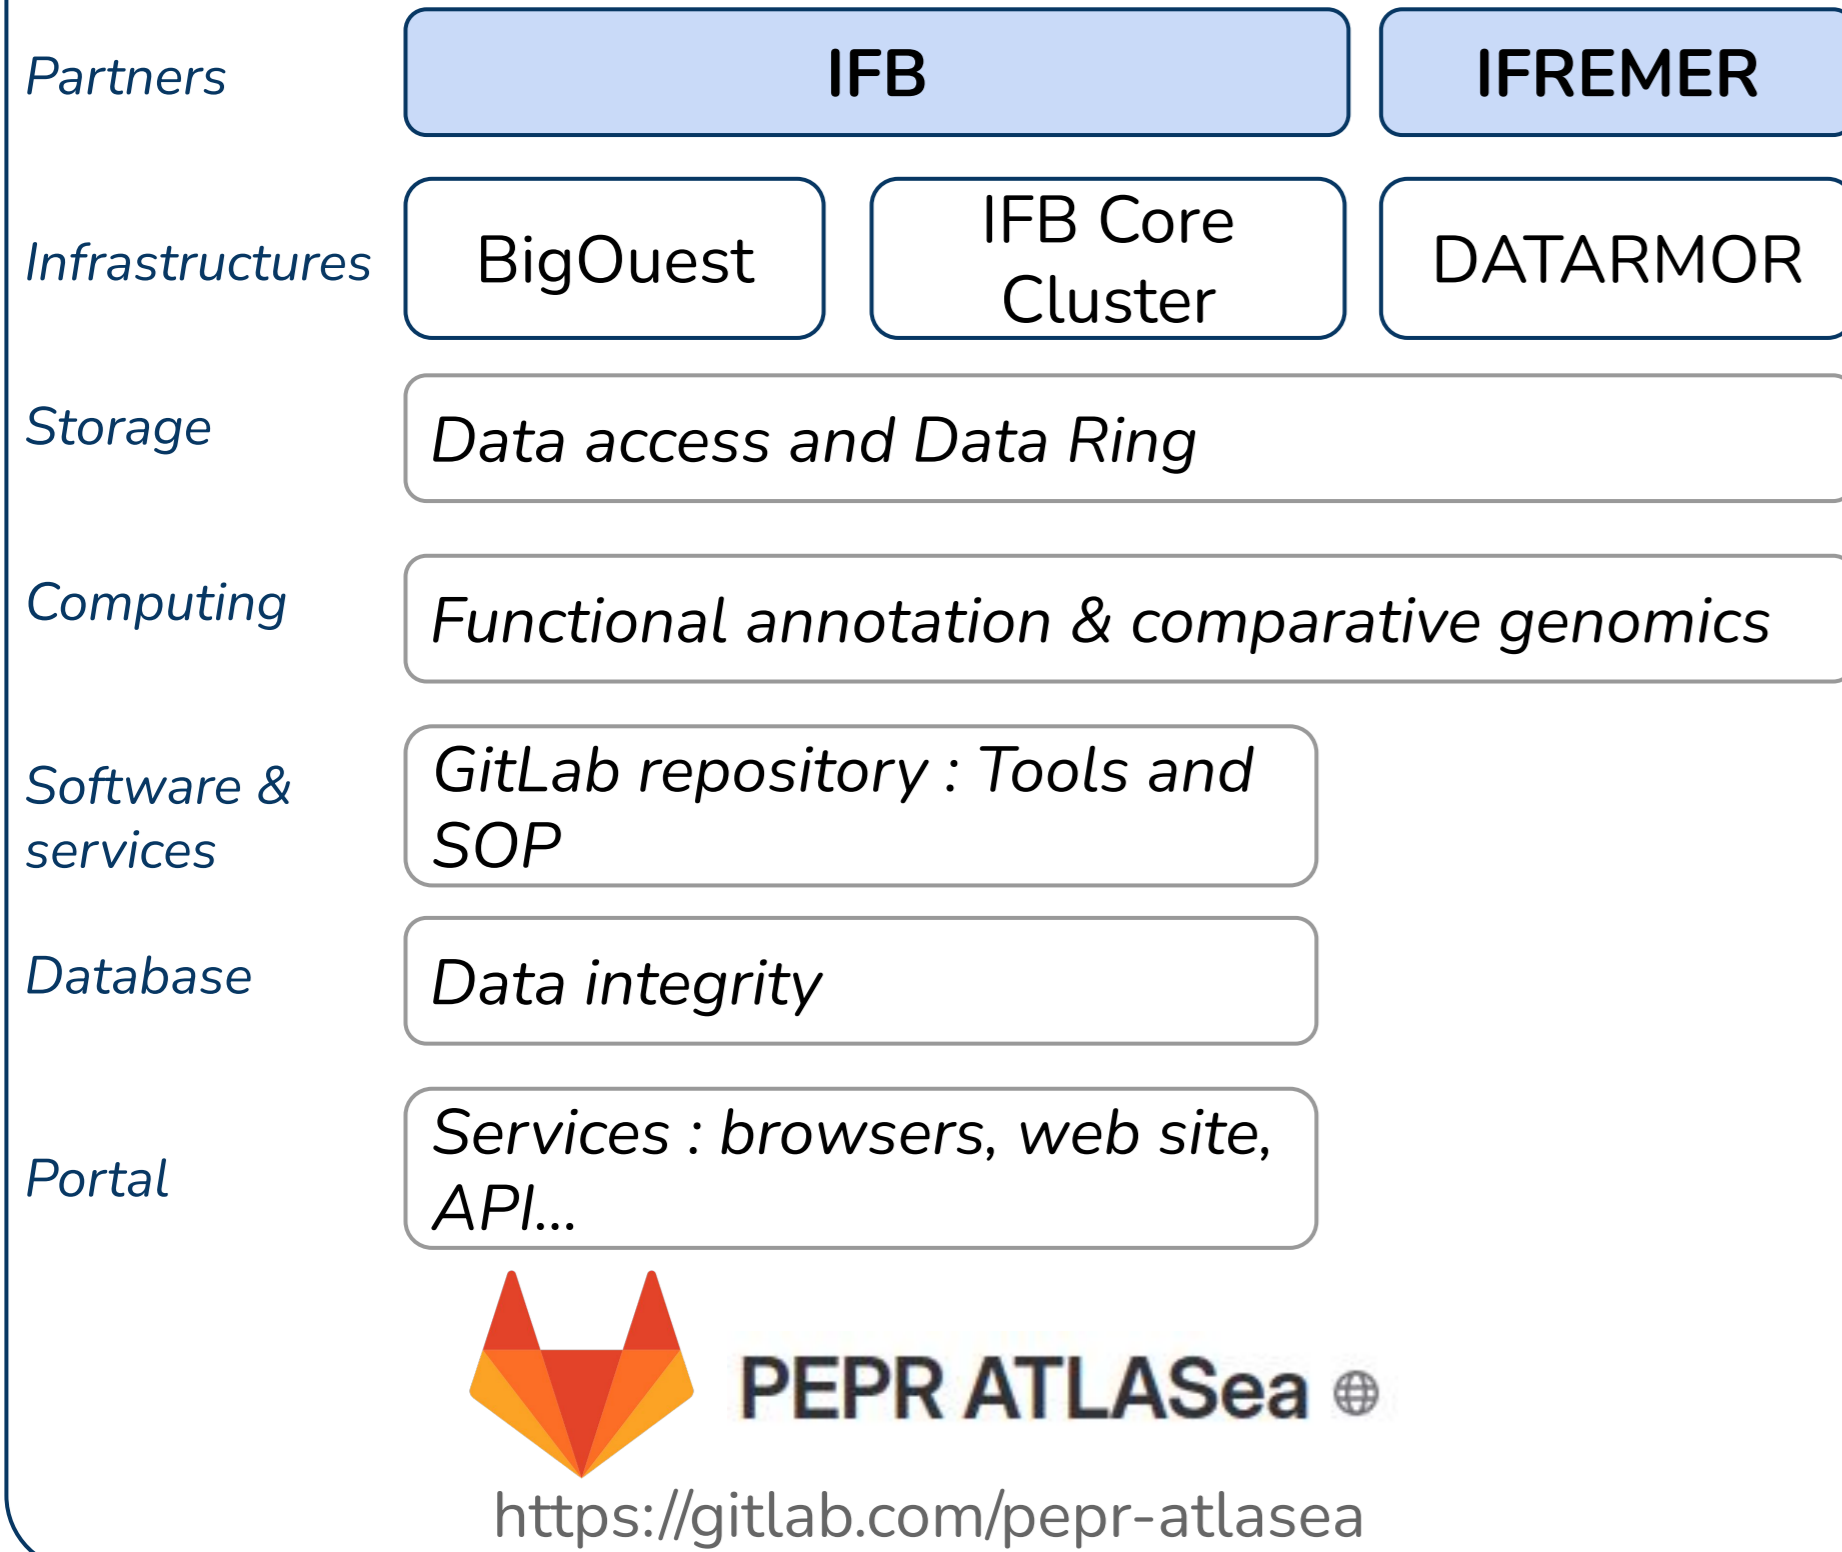 Partners
IFB
IFREMER
Infrastructures
BigOuest
IFB Core
Cluster
DATARMOR
Storage
Data access and Data Ring
Computing
Functional annotation & comparative genomics
Software &
services
GitLab repository : Tools and
SOP
Database
Data integrity
Portal
Services : browsers, web site,
API...
PEPR ATLASea
https://gitlab.com/pepr-atlasea